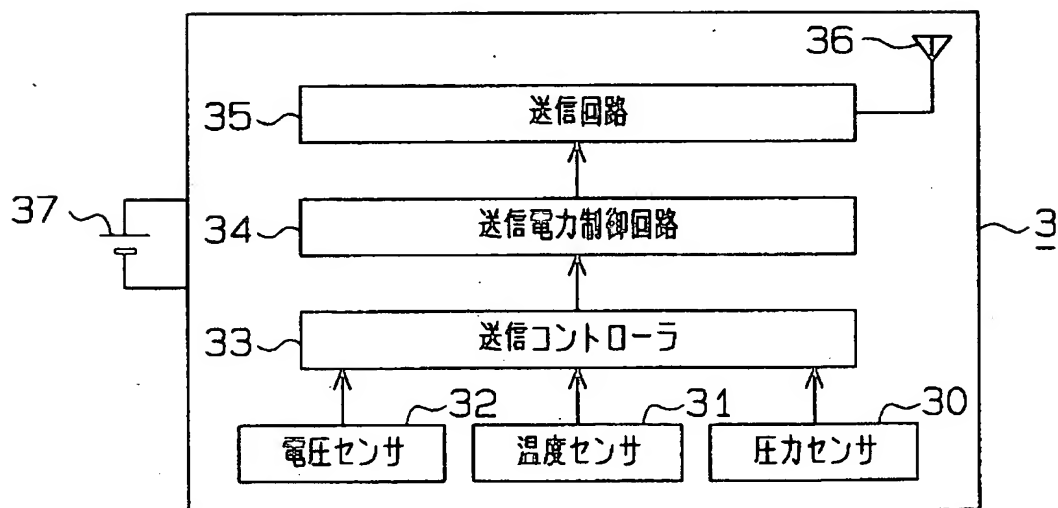 36
35
送信回路
37
34
送信電力制御回路
3
33
送信コントローラ
32
31
30
電圧センサ
温度センサ
圧力センサ